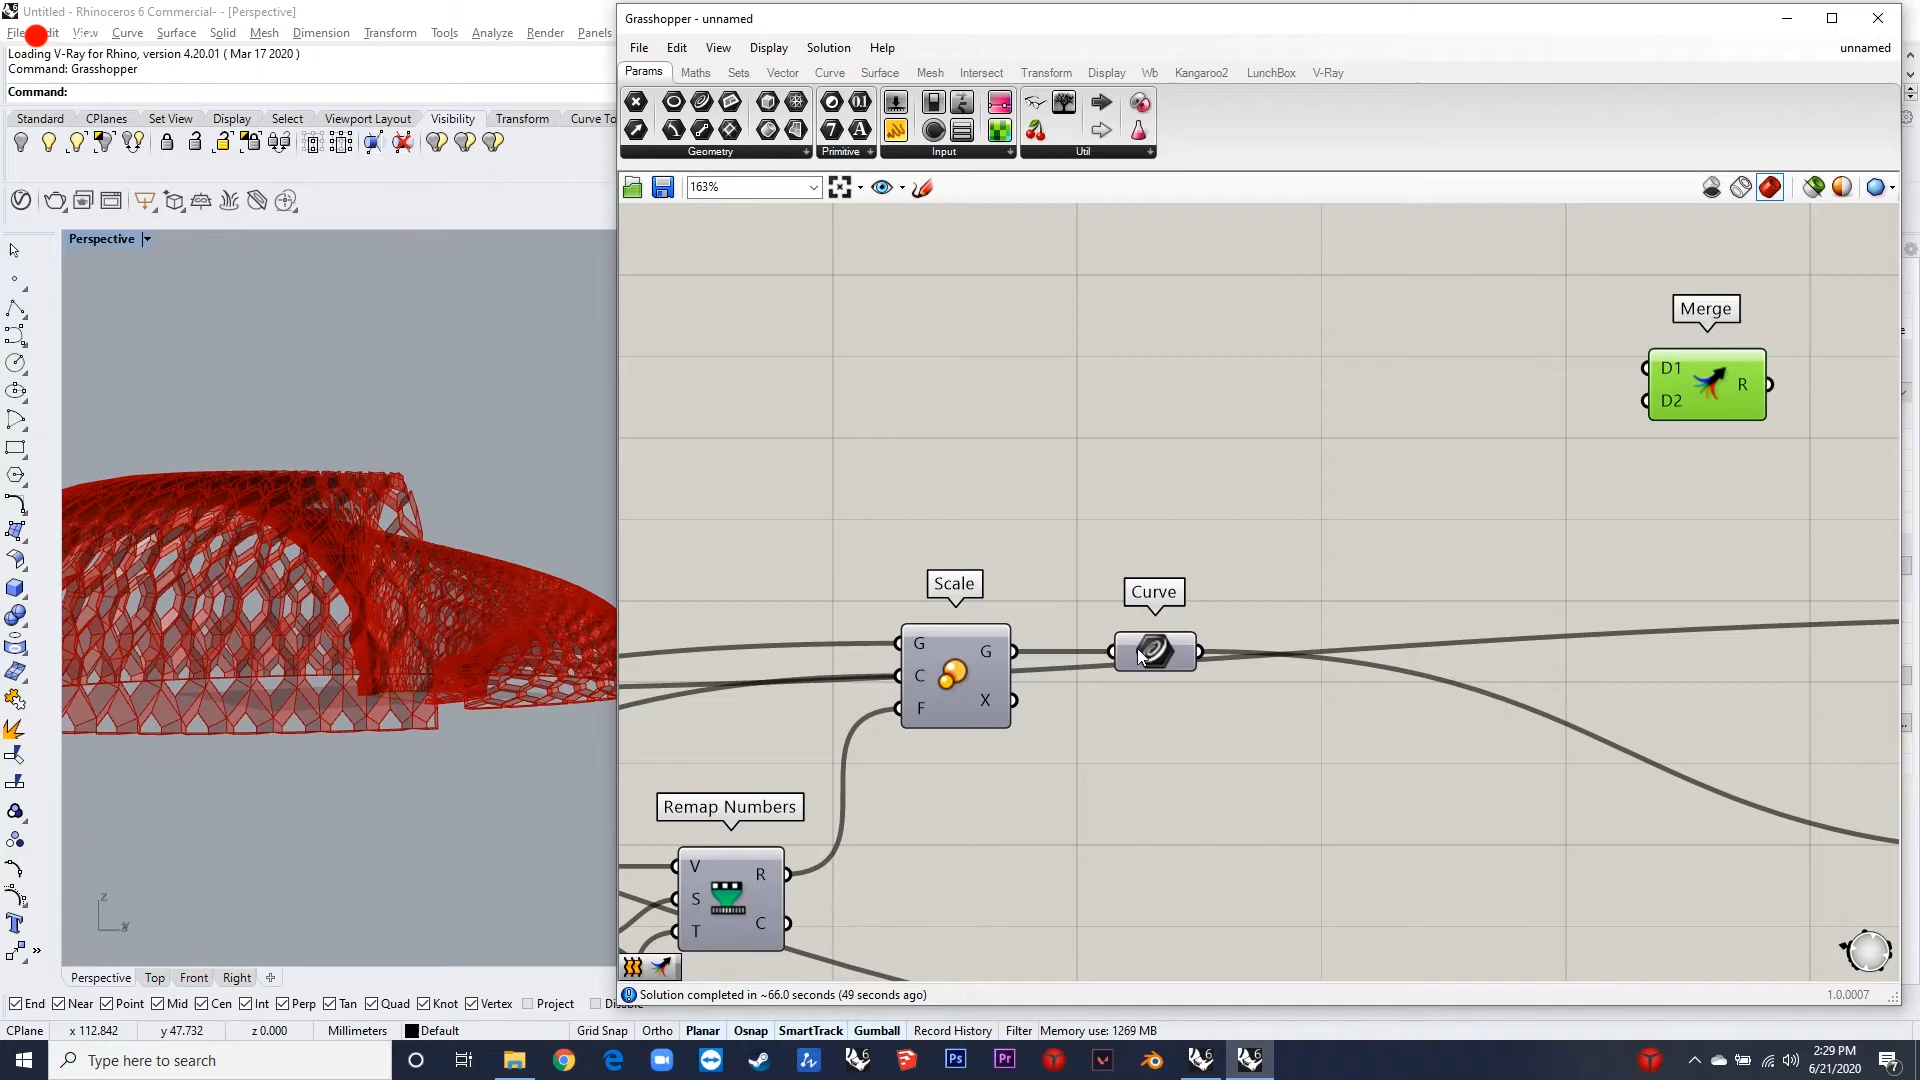 Untitled - Rhinoceros 6 Commercial- - [Perspective]
View Curve Surface Solid Mesh Dimension Transform Tools Analyze Render Panels
Loading V-Ray for Rhino, version 4.20.01 ( Mar 17 2020 )
Command: Grasshopper
Command:
Standard CPlanes Set View Display Select Viewport Layout Visibility Transform Curve To
Perspective
Grasshopper - unnamed
File Edit View Display Solution Help
unnamed
Params Maths Sets Vector Curve Surface Mesh Intersect Transform Display Wb Kangaroo2 LunchBox V-Ray
Geometry Primitive Input Util
163%
Merge
D1
D2
R
Scale
G
C
F
G
X
Curve
Remap Numbers
V
S
T
R
C
z
Solution completed in ~66.0 seconds (49 seconds ago)
1.0.0007
Perspective Top Front Right
End Near Point Mid Cen Int Perp Tan Quad Knot Vertex Project
CPlane x 112.842 y 47.732 z 0.000 Millimeters Default Grid Snap Ortho Planar Osnap SmartTrack Gumball Record History Filter Memory use: 1269 MB
Type here to search
2:29 PM
6/21/2020